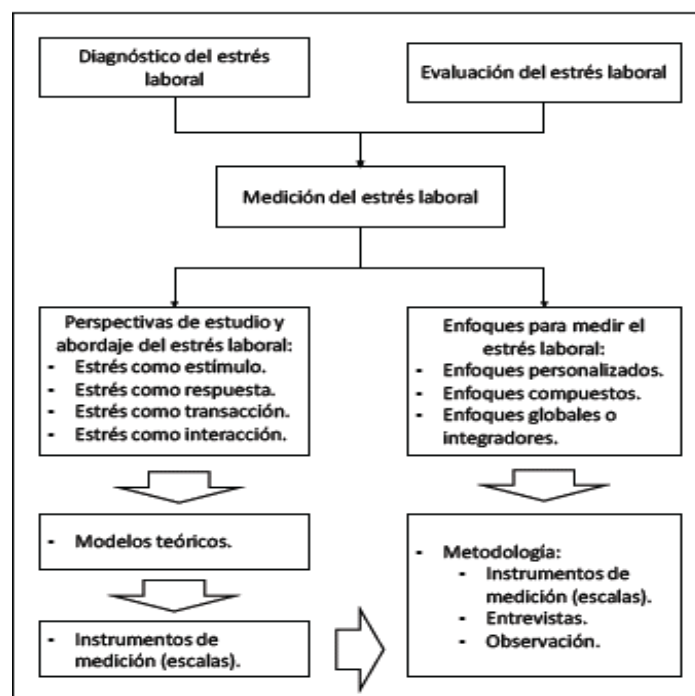 Diagnóstico del estrés
laboral
Evaluación del estrés laboral
Medición del estrés laboral
Perspectivas de estudio y
abordaje del estrés laboral:
- Estrés como estímulo.
- Estrés como respuesta.
- Estrés como transacción.
- Estrés como interacción.
Enfoques para medir el
estrés laboral:
- Enfoques personalizados.
- Enfoques compuestos.
- Enfoques globales o
integradores.
- Modelos teóricos.
- Instrumentos de
medición (escalas).
- Metodología:
- Instrumentos de
medición (escalas).
- Entrevistas.
- Observación.